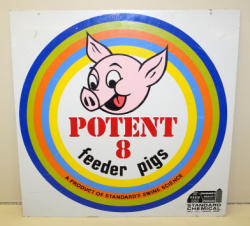 POTENT
8
feeder pigs
A PRODUCT OF STANDARD'S SWINE SCIENCE
STANDARD
CHEMICAL